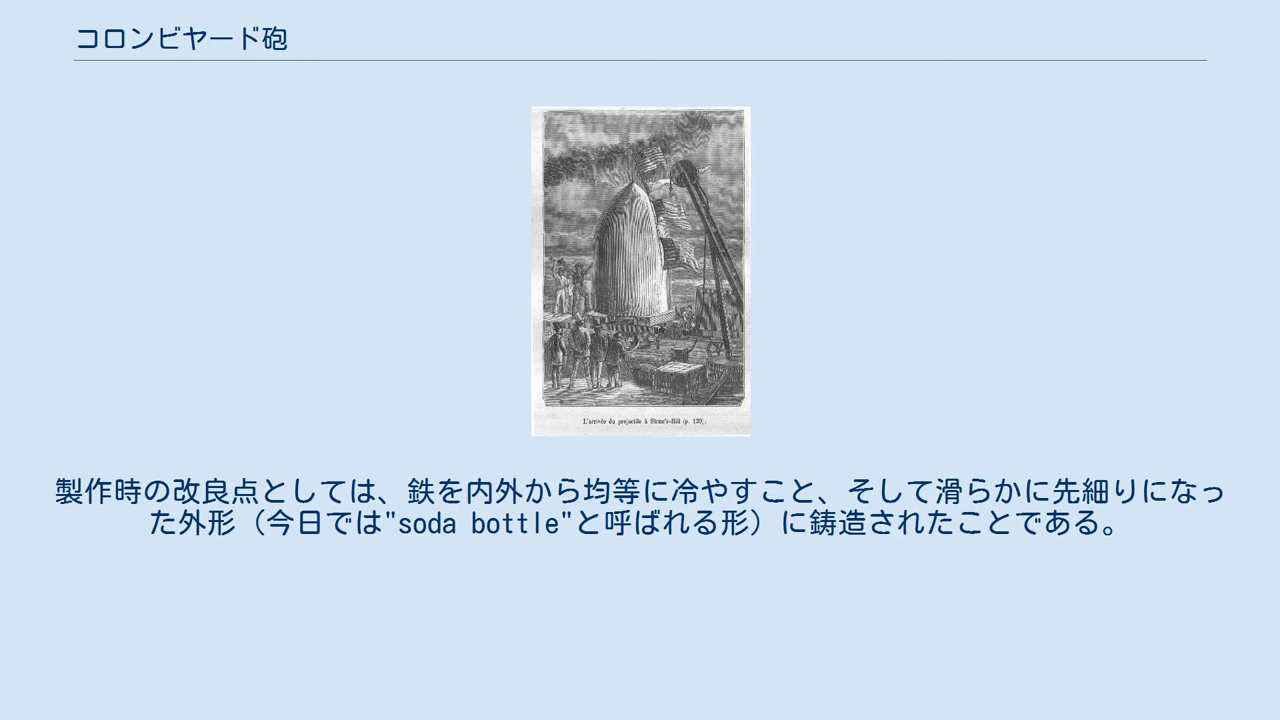 コロンビヤード砲
L'arrivée du projectile à Stone's-Hill (p. 139).
製作時の改良点としては、鉄を内外から均等に冷やすこと、そして滑らかに先細りになっ
た外形（今日では"soda bottle"と呼ばれる形）に鋳造されたことである。